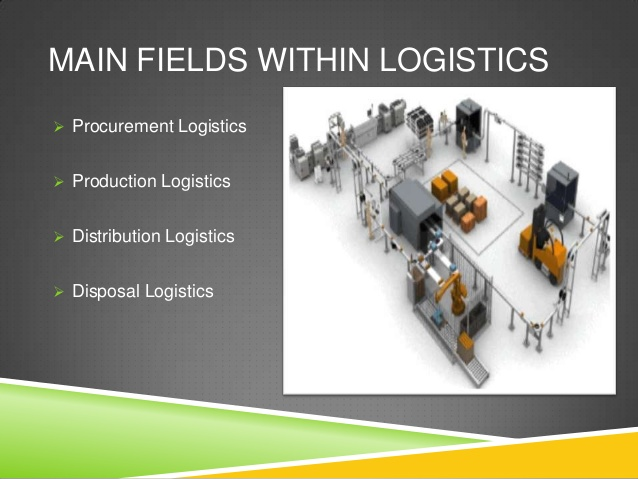 MAIN FIELDS WITHIN LOGISTICS
➢ Procurement Logistics
➢ Production Logistics
➢ Distribution Logistics
➢ Disposal Logistics